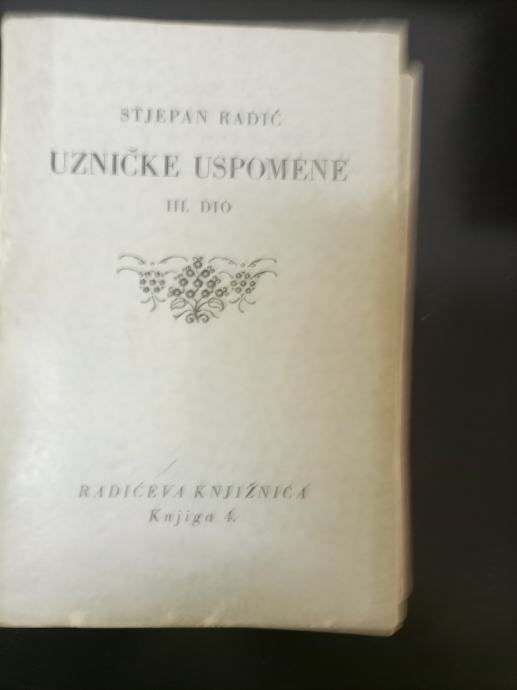 STJEPAN RADIĆ
UZNIČKE USPOMENE
III. DIO
RADIĆEVA KNJIŽNICA
Knjiga 4.